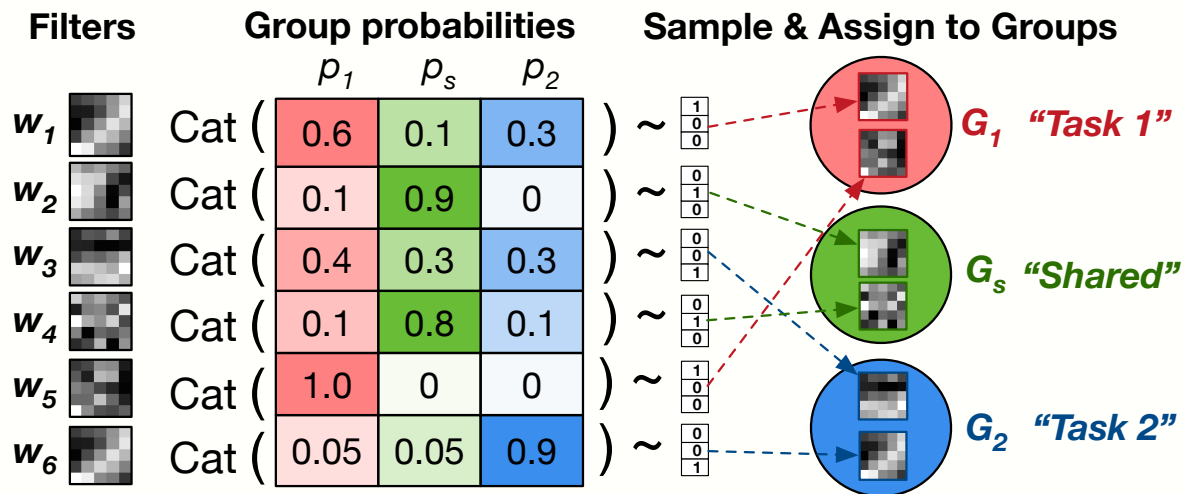 Filters Group probabilities Sample & Assign to Groups
p1 ps p2
w1 Cat ( 0.6 0.1 0.3 ) ~ 1 0 0
G1 “Task 1”
w2 Cat ( 0.1 0.9 0 ) ~ 0 1 0
w3 Cat ( 0.4 0.3 0.3 ) ~ 0 0 1
Gs “Shared”
w4 Cat ( 0.1 0.8 0.1 ) ~ 0 1 0
w5 Cat ( 1.0 0 0 ) ~ 1 0 0
w6 Cat ( 0.05 0.05 0.9 ) ~ 0 0 1
G2 “Task 2”